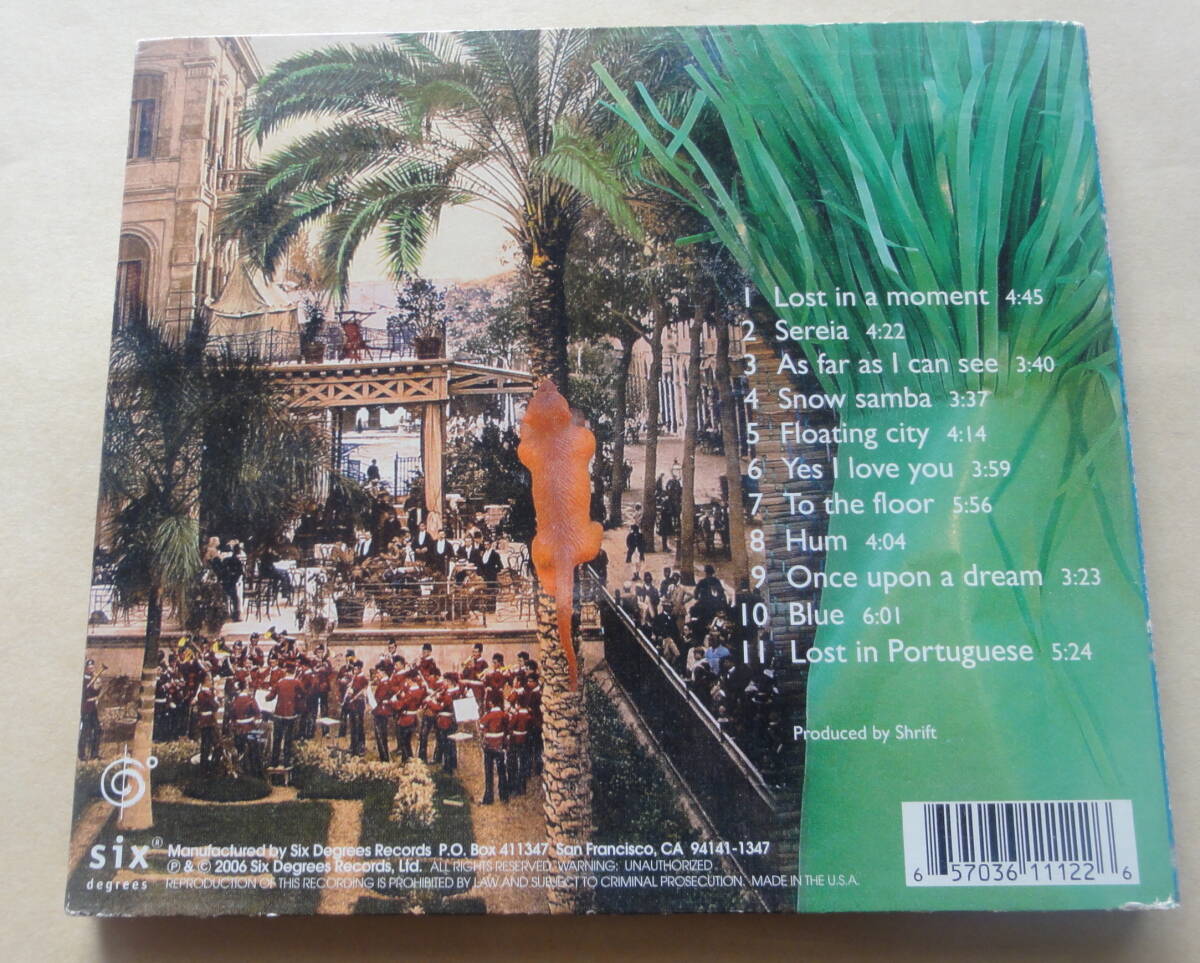 1 Lost in a moment 4:45
2 Sereia 4:22
3 As far as I can see 3:40
4 Snow samba 3:37
5 Floating city 4:14
6 Yes I love you 3:59
7 To the floor 5:56
8 Hum 4:04
9 Once upon a dream 3:23
10 Blue 6:01
11 Lost in Portuguese 5:24
Produced by Shrift
six®
degrees
Manufactured by Six Degrees Records P.O. Box 411347 San Francisco, CA 94141-1347
℗ & © 2006 Six Degrees Records, Ltd. ALL RIGHTS RESERVED. WARNING: UNAUTHORIZED
REPRODUCTION OF THIS RECORDING IS PROHIBITED BY LAW AND SUBJECT TO CRIMINAL PROSECUTION. MADE IN THE U.S.A.
6 57036 11122 6